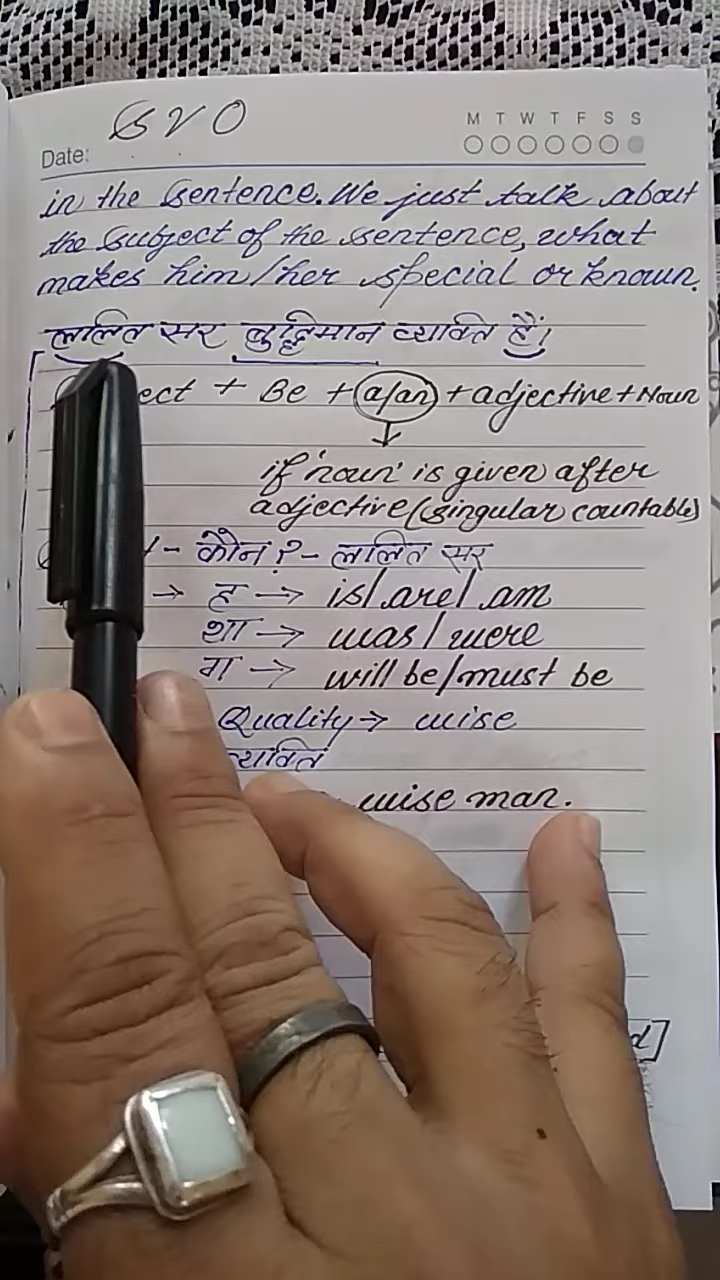 SVO
M T W T F S S
Date:
in the sentence. We just talk about
the subject of the sentence, what
makes him/her special or known.
ललित सर बुद्धिमान व्यक्ति हैं।
ect + Be + a/an + adjective + Noun
if 'noun' is given after
adjective (singular countable)
- कौन? - ललित सर
→ ह → is/are/am
था → was/were
ग → will be/must be
Quality → wise
व्यक्ति
wise man.
d]